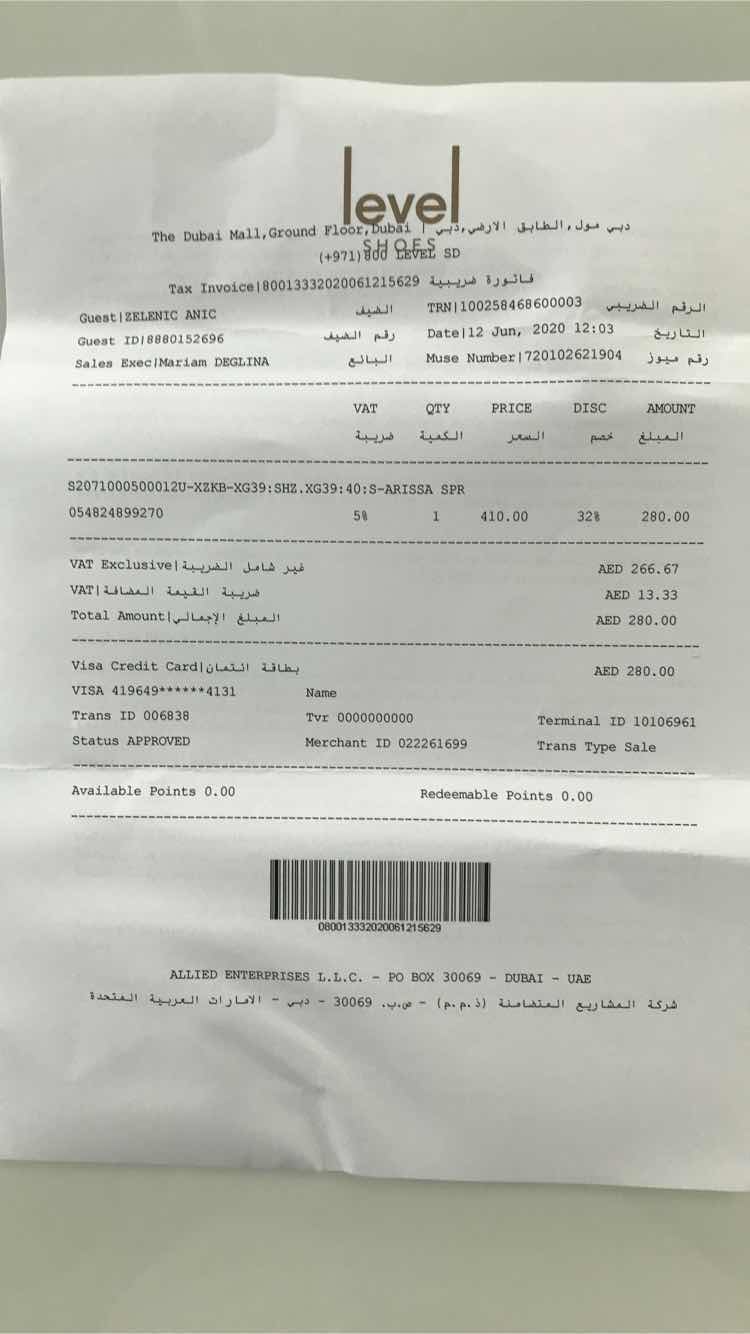 level
SHOES
The Dubai Mall,Ground Floor,Dubai | دبي مول,الطابق الارضي,دبي
(+971)800 LEVEL SD
Tax Invoice|80013332020061215629 فاتورة ضريبية
Guest|ZELENIC ANIC الضيف TRN|100258468600003 الرقم الضريبي
Guest ID|8880152696 رقم الضيف Date|12 Jun, 2020 12:03 التاريخ
Sales Exec|Mariam DEGLINA البائع Muse Number|720102621904 رقم ميوز
VAT QTY PRICE DISC AMOUNT
ضريبة الكمية السعر خصم المبلغ
S2071000500012U-XZKB-XG39:SHZ.XG39:40:S-ARISSA SPR
054824899270 5% 1 410.00 32% 280.00
VAT Exclusive|غير شامل الضريبة AED 266.67
VAT|ضريبة القيمة المضافة AED 13.33
Total Amount|المبلغ الإجمالي AED 280.00
Visa Credit Card|بطاقة ائتمان AED 280.00
VISA 419649******4131 Name
Trans ID 006838 Tvr 0000000000 Terminal ID 10106961
Status APPROVED Merchant ID 022261699 Trans Type Sale
Available Points 0.00 Redeemable Points 0.00
080013332020061215629
ALLIED ENTERPRISES L.L.C. - PO BOX 30069 - DUBAI - UAE
شركة المشاريع المتضامنة (ذ.م.م) - ص.ب. 30069 - دبي - الامارات العربية المتحدة